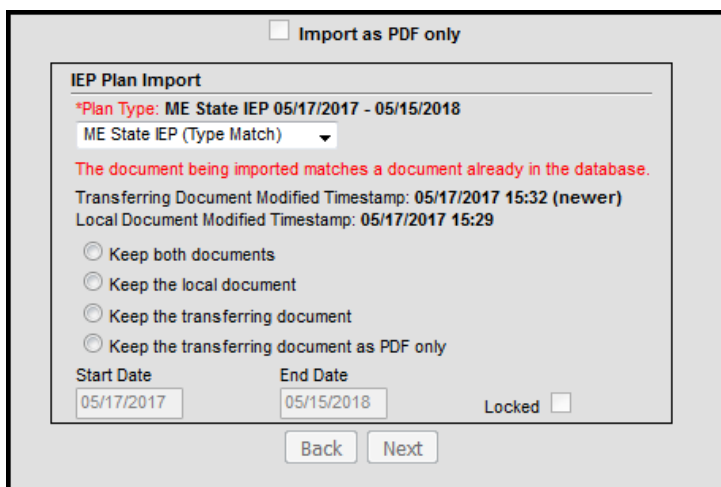 Import as PDF only
IEP Plan Import
*Plan Type: ME State IEP 05/17/2017 - 05/15/2018
ME State IEP (Type Match)
The document being imported matches a document already in the database.
Transferring Document Modified Timestamp: 05/17/2017 15:32 (newer)
Local Document Modified Timestamp: 05/17/2017 15:29
Keep both documents
Keep the local document
Keep the transferring document
Keep the transferring document as PDF only
Start Date End Date
05/17/2017 05/15/2018 Locked
Back Next